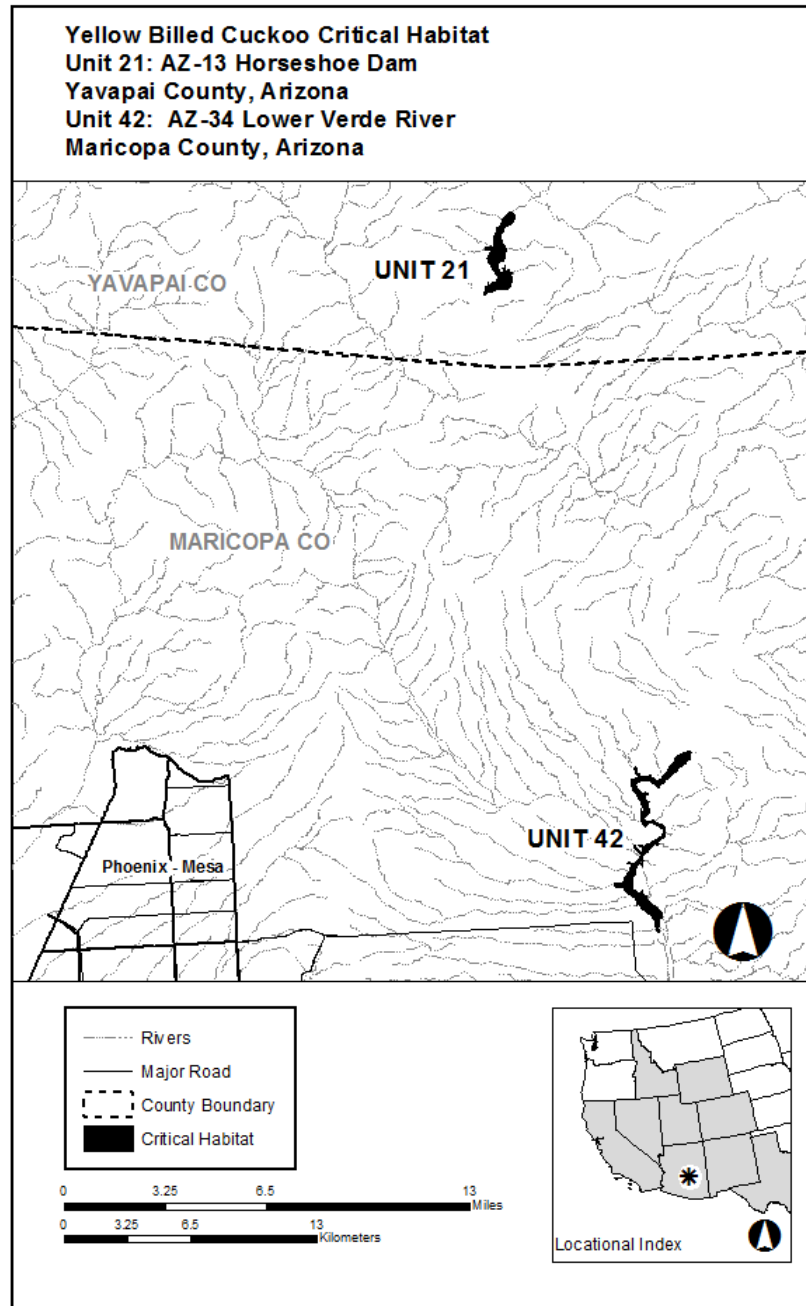 Yellow Billed Cuckoo Critical Habitat
Unit 21: AZ-13 Horseshoe Dam
Yavapai County, Arizona
Unit 42: AZ-34 Lower Verde River
Maricopa County, Arizona
UNIT 21
YAVAPAI CO
MARICOPA CO
UNIT 42
Phoenix - Mesa
Rivers
Major Road
County Boundary
Critical Habitat
0 3.25 6.5 13
Miles
0 3.25 6.5 13
Kilometers
Locational Index